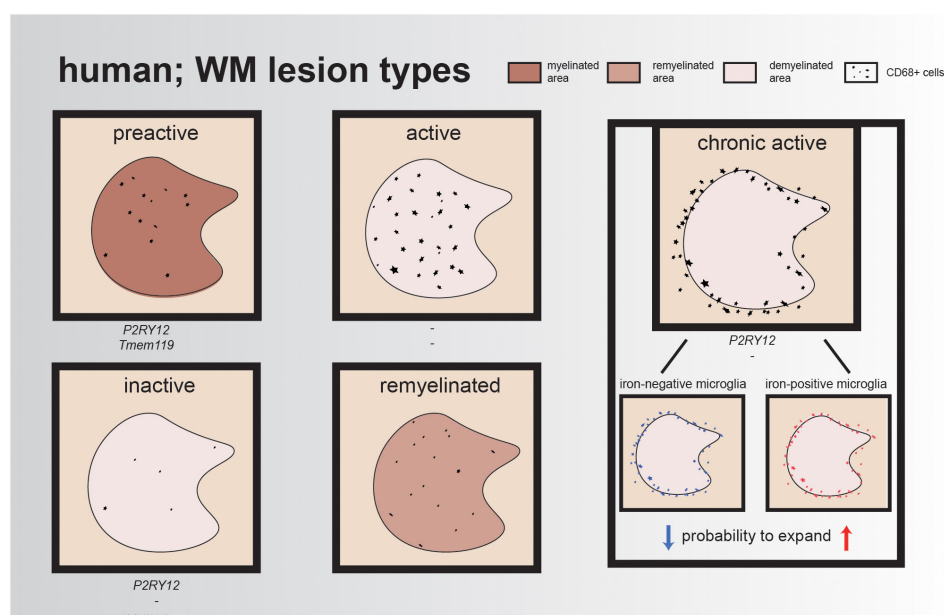 human; WM lesion types
myelinated
area
remyelinated
area
demyelinated
area
CD68+ cells
preactive
P2RY12
Tmem119
active
-
-
chronic active
P2RY12
-
iron-negative microglia
iron-positive microglia
probability to expand
inactive
P2RY12
-
remyelinated